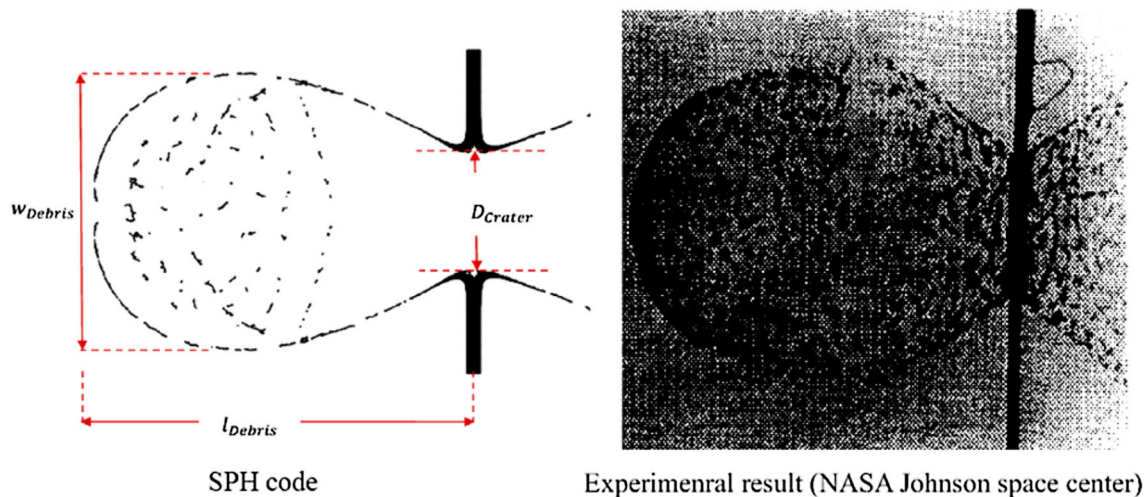 w_Debris
D_Crater
l_Debris
SPH code
Experimenral result (NASA Johnson space center)